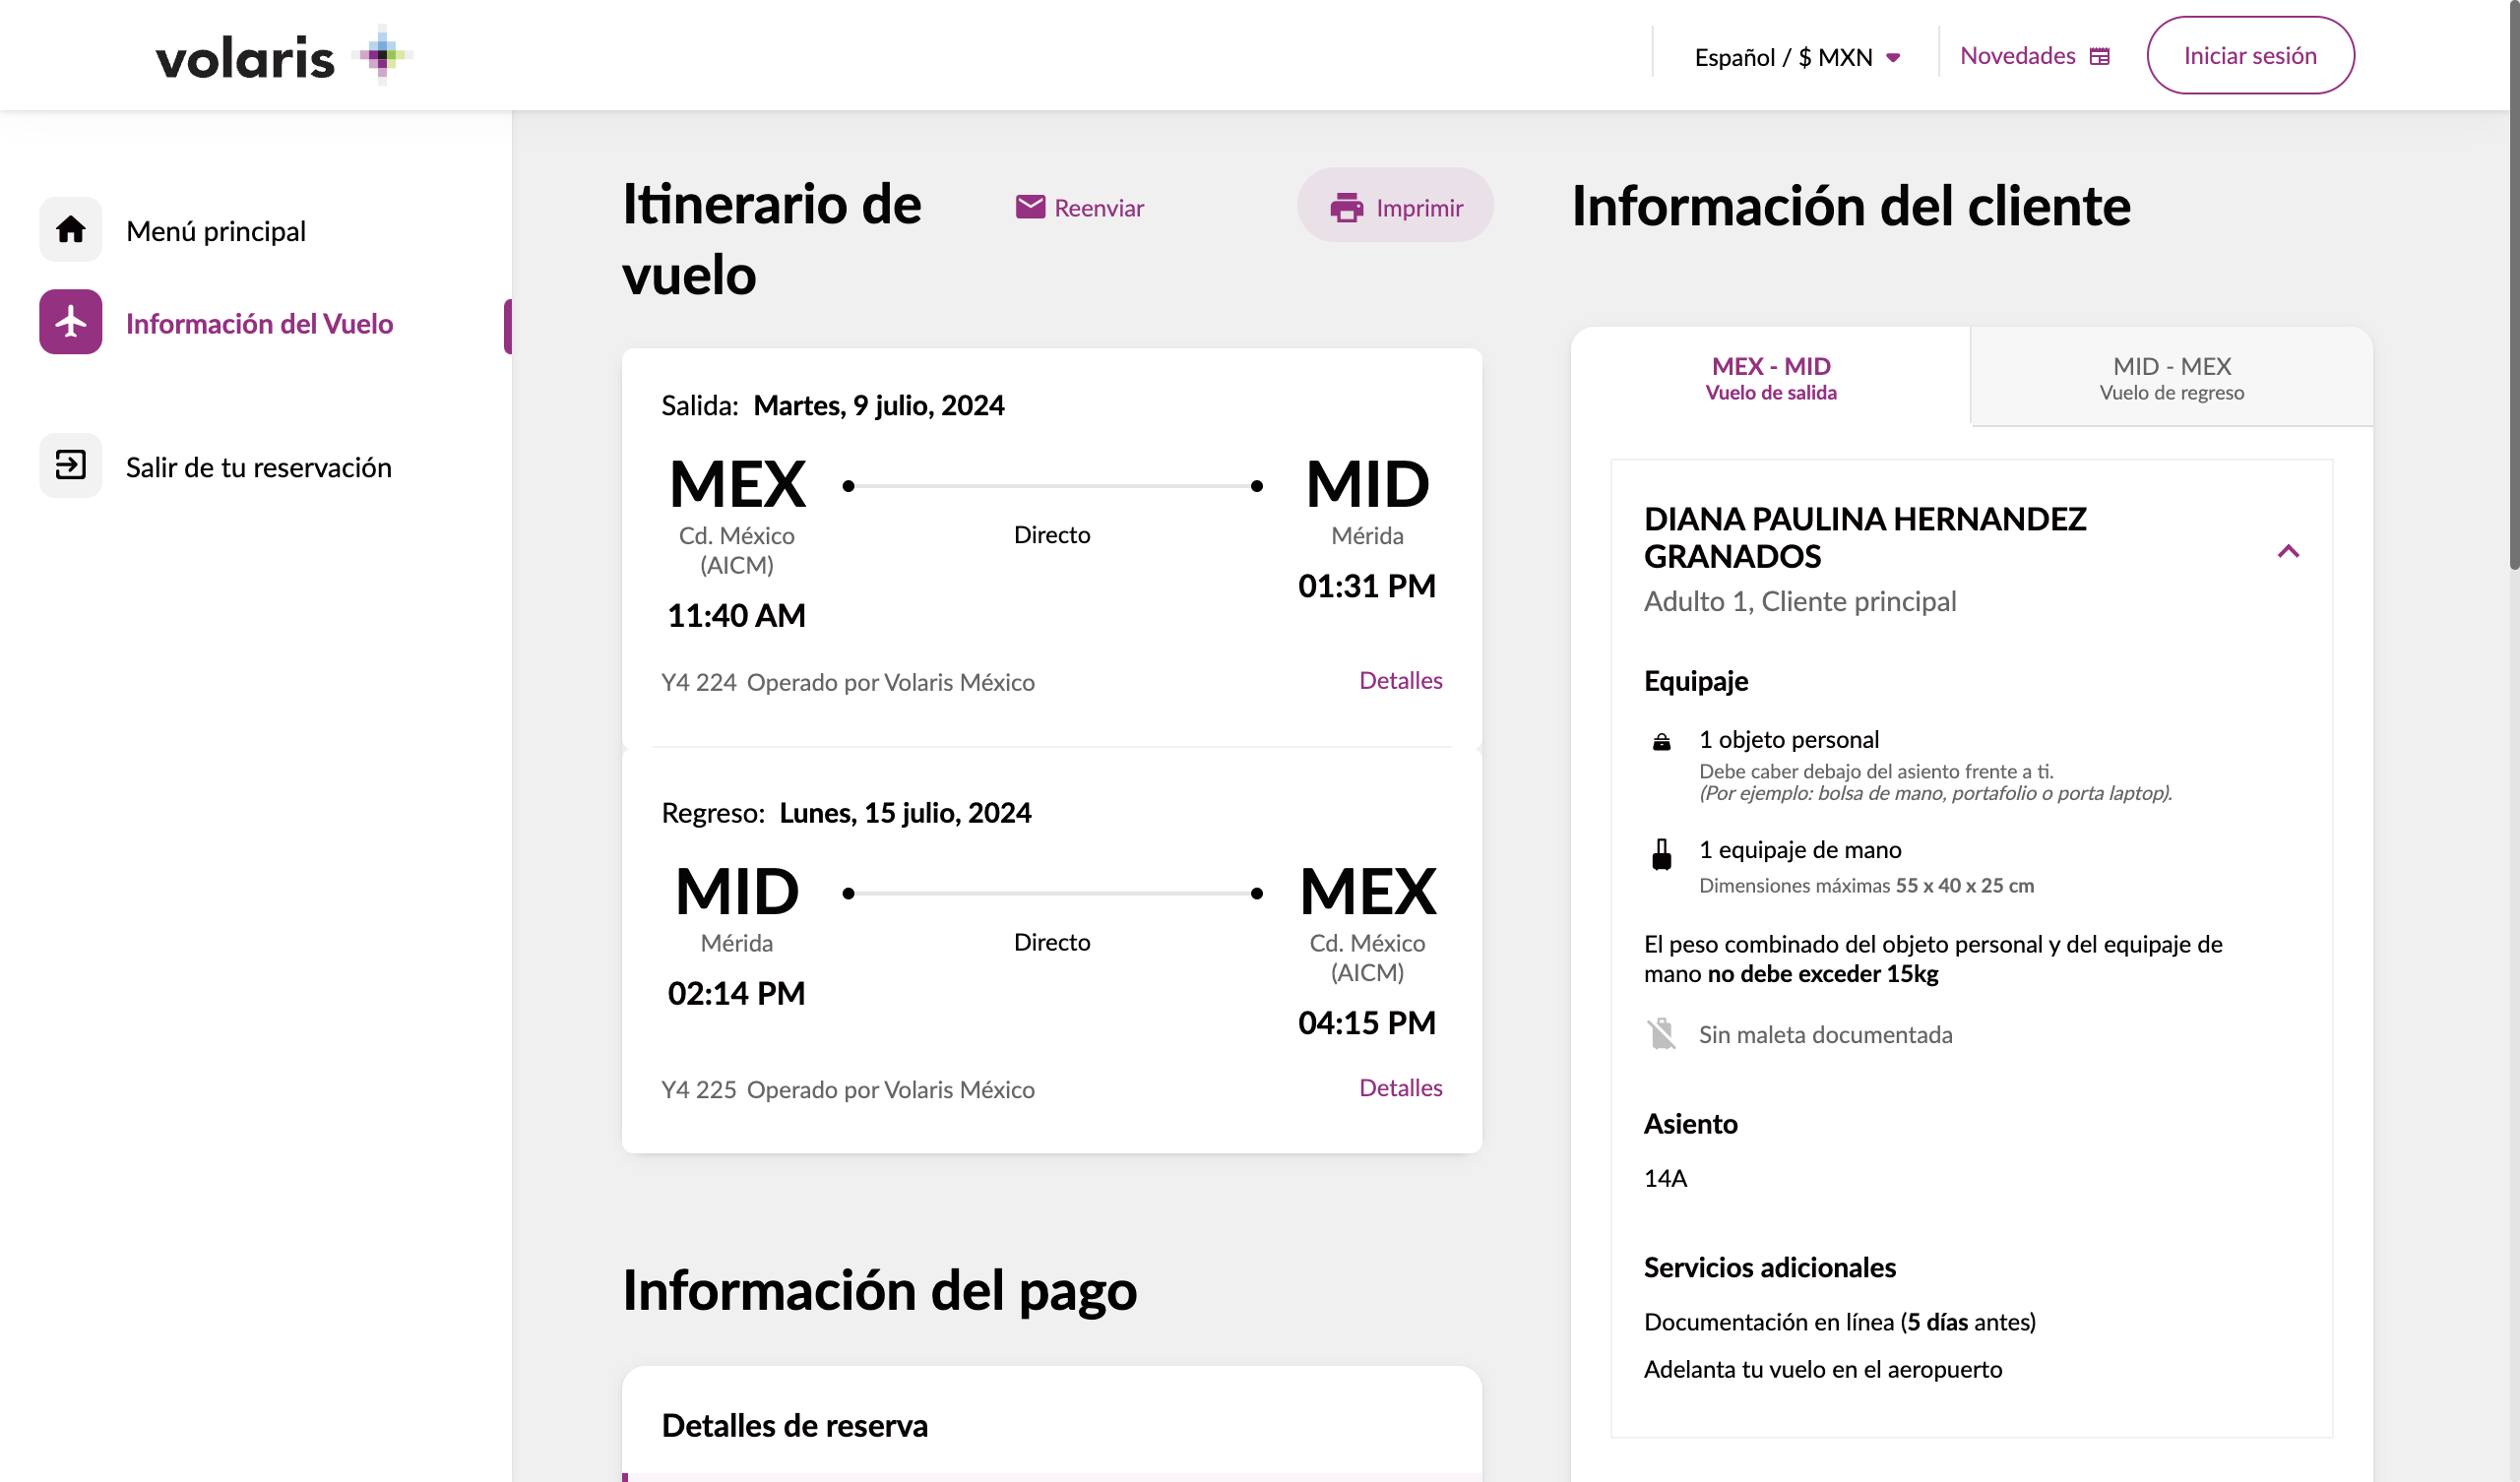 volaris
Español / $ MXN
Novedades
Iniciar sesión
Menú principal
Información del Vuelo
Salir de tu reservación
Itinerario de
vuelo
Reenviar
Imprimir
Salida: Martes, 9 julio, 2024
MEX
Cd. México
(AICM)
11:40 AM
Directo
MID
Mérida
01:31 PM
Y4 224 Operado por Volaris México
Detalles
Regreso: Lunes, 15 julio, 2024
MID
Mérida
02:14 PM
Directo
MEX
Cd. México
(AICM)
04:15 PM
Y4 225 Operado por Volaris México
Detalles
Información del pago
Detalles de reserva
Información del cliente
MEX - MID
Vuelo de salida
MID - MEX
Vuelo de regreso
DIANA PAULINA HERNANDEZ
GRANADOS
Adulto 1, Cliente principal
Equipaje
1 objeto personal
Debe caber debajo del asiento frente a ti.
(Por ejemplo: bolsa de mano, portafolio o porta laptop).
1 equipaje de mano
Dimensiones máximas 55 x 40 x 25 cm
El peso combinado del objeto personal y del equipaje de
mano no debe exceder 15kg
Sin maleta documentada
Asiento
14A
Servicios adicionales
Documentación en línea (5 días antes)
Adelanta tu vuelo en el aeropuerto